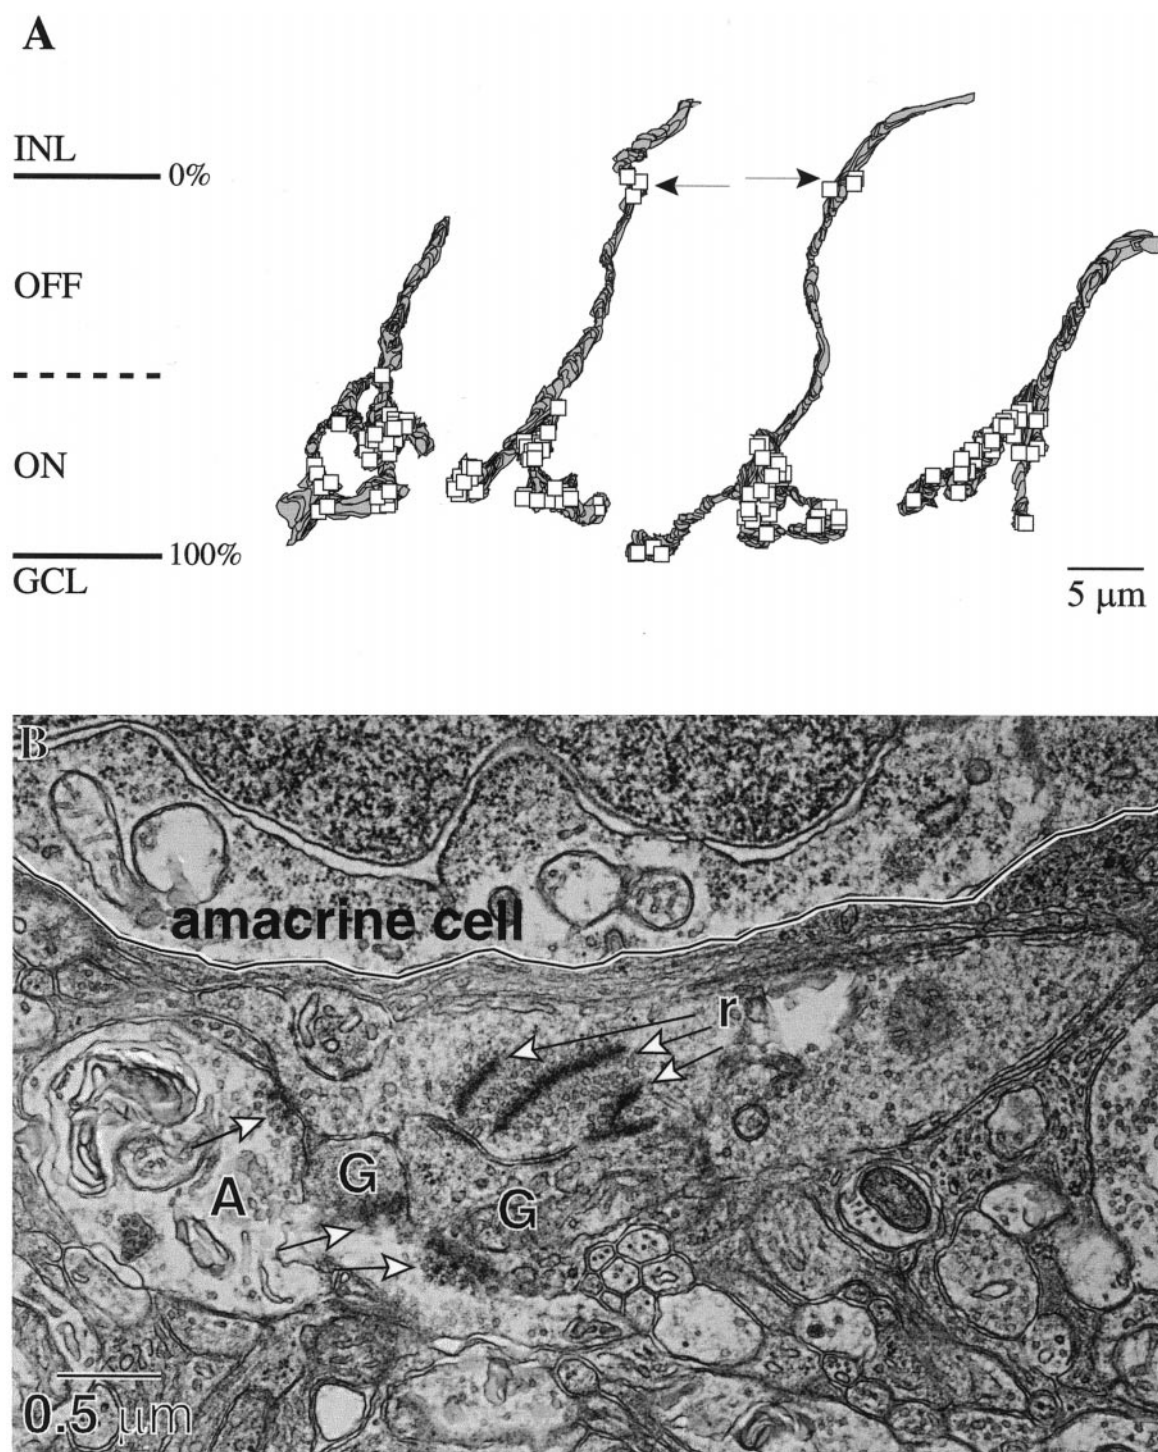 A
INL
0%
OFF
ON
100%
GCL
5 μm
B
amacrine cell
r
G
A
G
0.5 μm